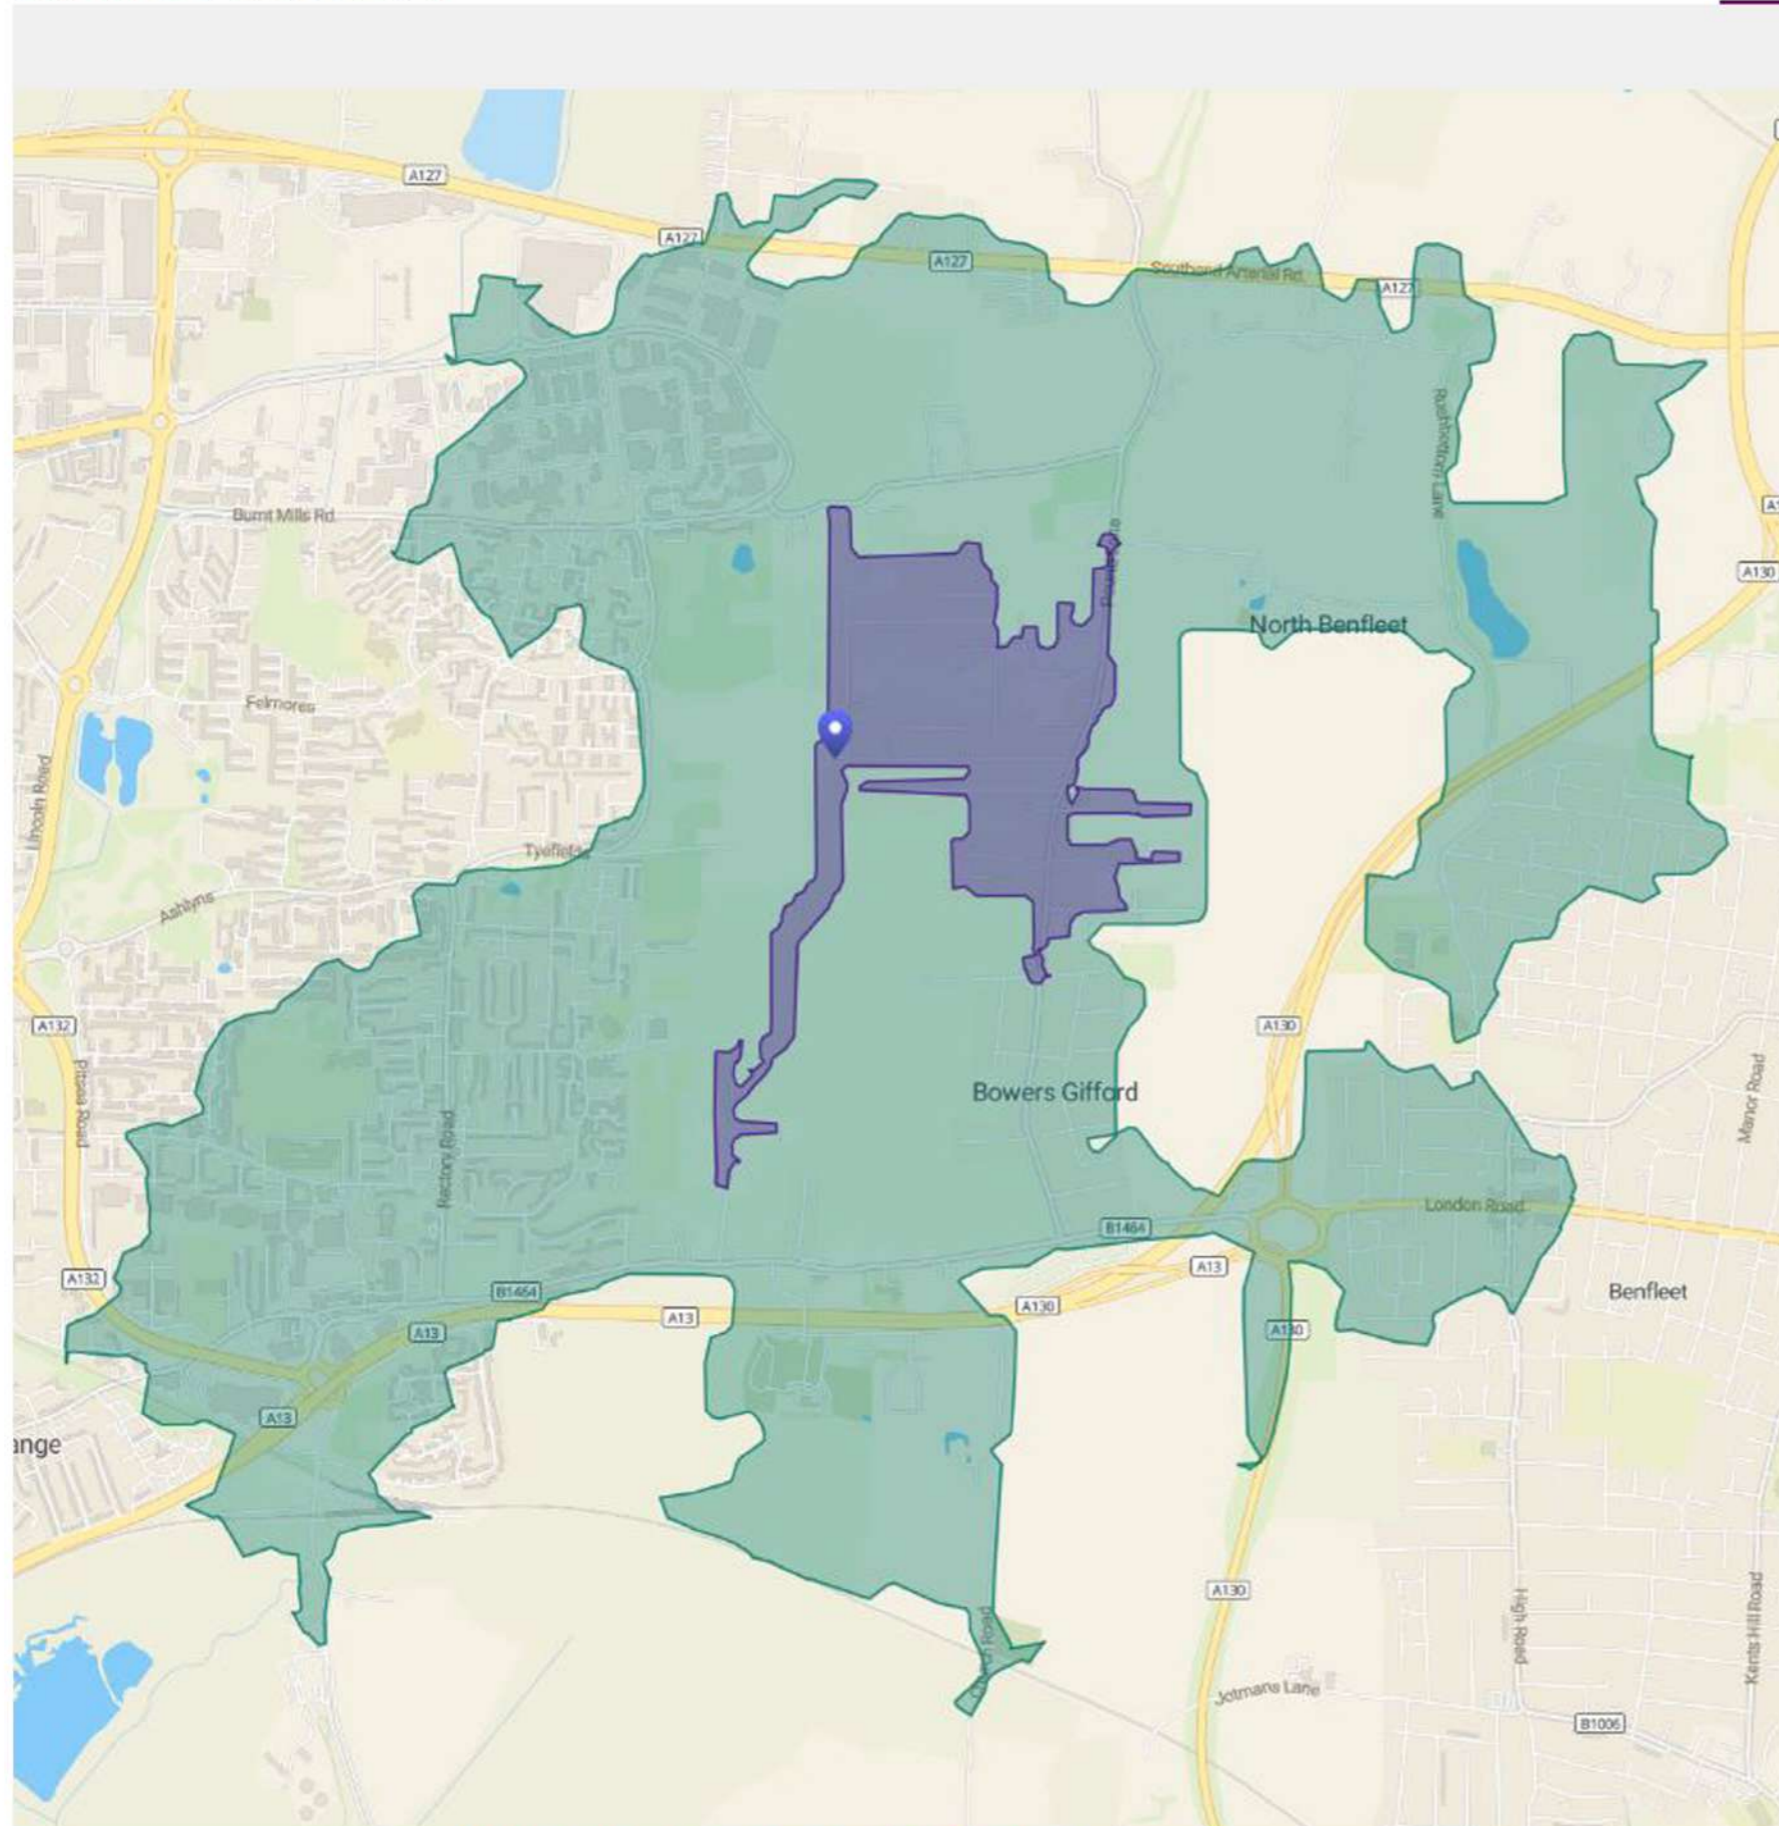 A127
A127
A127
Southend Arterial Rd.
A127
Rushbottom Lane
Burnt Mills Rd
A130
North Benfleet
Felmores
Lincoln Road
Tyefields
Ashlyns
A132
A130
Pitsea Road
Bowers Gifford
Manor Road
Rectory Road
London Road
B1464
A13
A132
B1464
Benfleet
A130
A13
A13
A130
A13
ange
A130
High Road
Kents Hill Road
Jotmans Lane
B1006